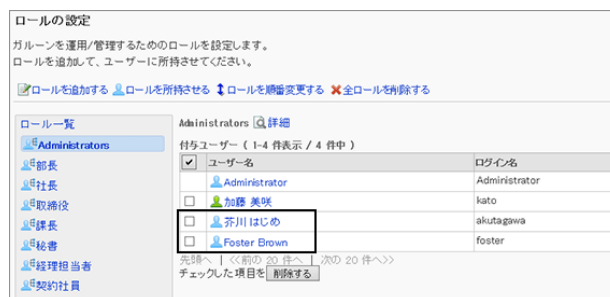 ロールの設定
ガルーンを運用/管理するためのロールを設定します。
ロールを追加して、ユーザーに所持させてください。
ロールを追加する ロールを所持させる ロールを順番変更する 全ロールを削除する
ロール一覧
Administrators
部長
社長
取締役
課長
秘書
経理担当者
契約社員
Administrators 詳細
付与ユーザー ( 1-4 件表示 / 4 件中 )
ユーザー名 ログイン名
Administrator Administrator
加藤 美咲 kato
芥川 はじめ akutagawa
Foster Brown foster
先頭へ | <<前の 20 件へ | 次の 20 件へ>>
チェックした項目を 削除する